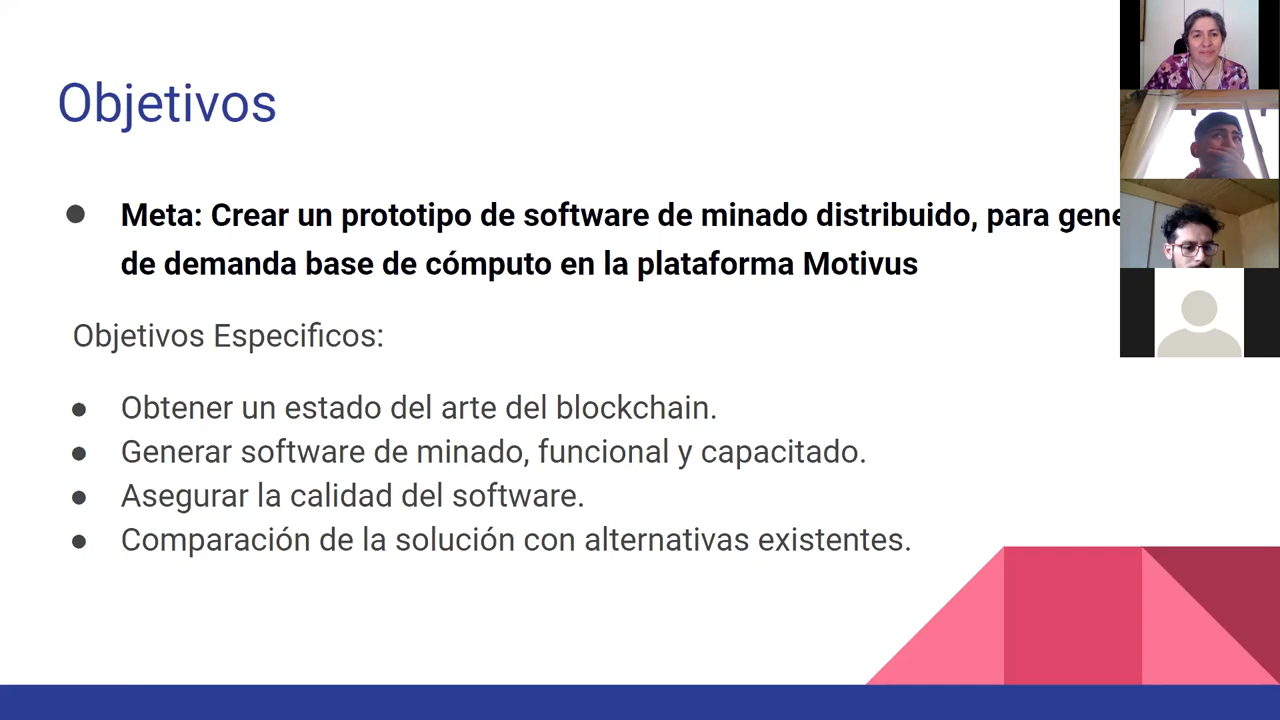 Objetivos
Meta: Crear un prototipo de software de minado distribuido, para
de demanda base de cómputo en la plataforma Motivus
Objetivos Especificos:
Obtener un estado del arte del blockchain.
Generar software de minado, funcional y capacitado.
Asegurar la calidad del software.
Comparación de la solución con alternativas existentes.